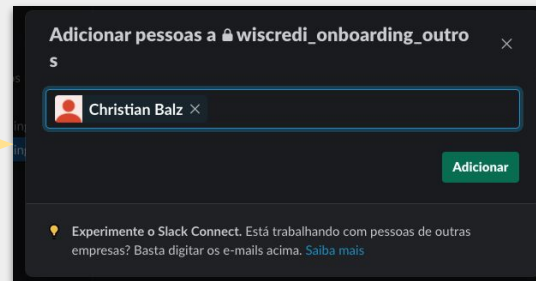 Adicionar pessoas a wiscredi_onboarding_outro
s
Christian Balz
Adicionar
Experimente o Slack Connect. Está trabalhando com pessoas de outras
empresas? Basta digitar os e-mails acima. Saiba mais